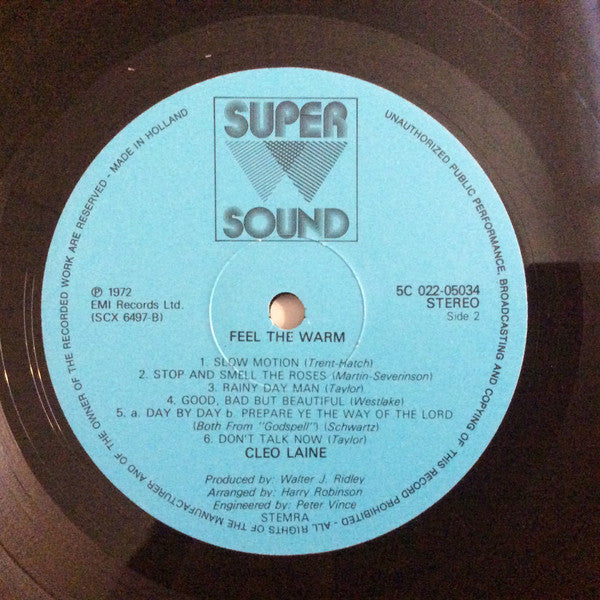 SUPER
SOUND
MADE IN HOLLAND
UNAUTHORIZED PUBLIC PERFORMANCE, BROADCASTING AND COPYING OF THIS RECORD PROHIBITED - ALL RIGHTS OF THE MANUFACTURER AND OF THE OWNER OF THE RECORDED WORK ARE RESERVED -
℗ 1972
EMI Records Ltd.
(SCX 6497-B)
5C 022-05034
STEREO
Side 2
FEEL THE WARM
1. SLOW MOTION (Trent-Hatch)
2. STOP AND SMELL THE ROSES (Martin-Severinson)
3. RAINY DAY MAN (Taylor)
4. GOOD, BAD BUT BEAUTIFUL (Westlake)
5. a. DAY BY DAY b. PREPARE YE THE WAY OF THE LORD
(Both From "Godspell") (Schwartz)
6. DON'T TALK NOW (Taylor)
CLEO LAINE
Produced by: Walter J. Ridley
Arranged by: Harry Robinson
Engineered by: Peter Vince
STEMRA